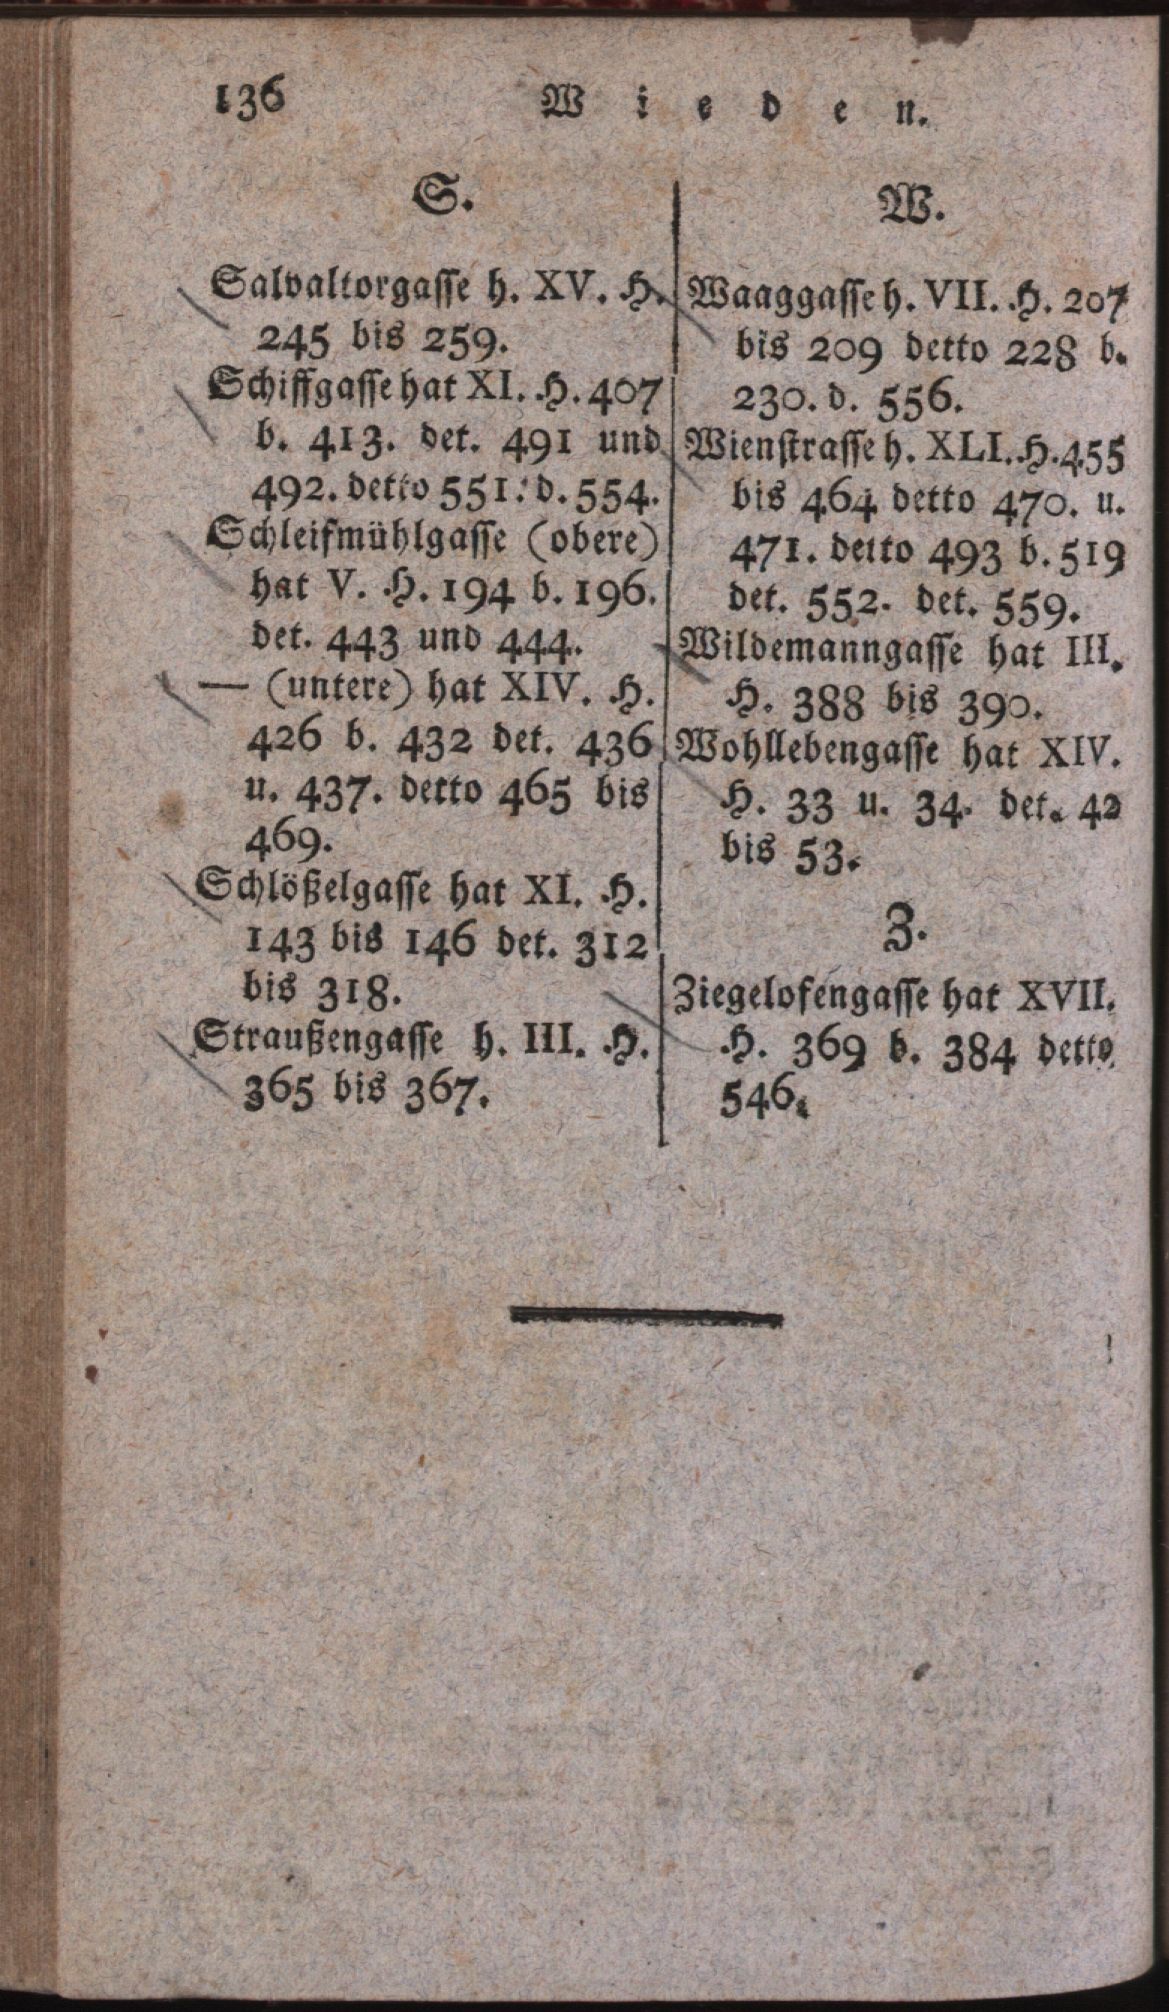 136 Wieden.
S.
Salvaltorgasse h. XV. H.
245 bis 259.
Schiffgasse hat XI. H. 407
b. 413. det. 491 und
492. detto 551. d. 554.
Schleifmühlgasse (obere)
hat V. H. 194 b. 196.
det. 443 und 444.
— (untere) hat XIV. H.
426 b. 432 det. 436
u. 437. detto 465 bis
469.
Schlößelgasse hat XI. H.
143 bis 146 det. 312
bis 318.
Straußengasse h. III. H.
365 bis 367.
W.
Waaggasse h. VII. H. 207
bis 209 detto 228 b.
230. d. 556.
Wienstrasse h. XLI. H. 455
bis 464 detto 470. u.
471. detto 493 b. 519
det. 552. det. 559.
Wildemanngasse hat III.
H. 388 bis 390.
Wohllebengasse hat XIV.
H. 33 u. 34. det. 42
bis 53.
Z.
Ziegelofengasse hat XVII.
H. 369 b. 384 detto
546.